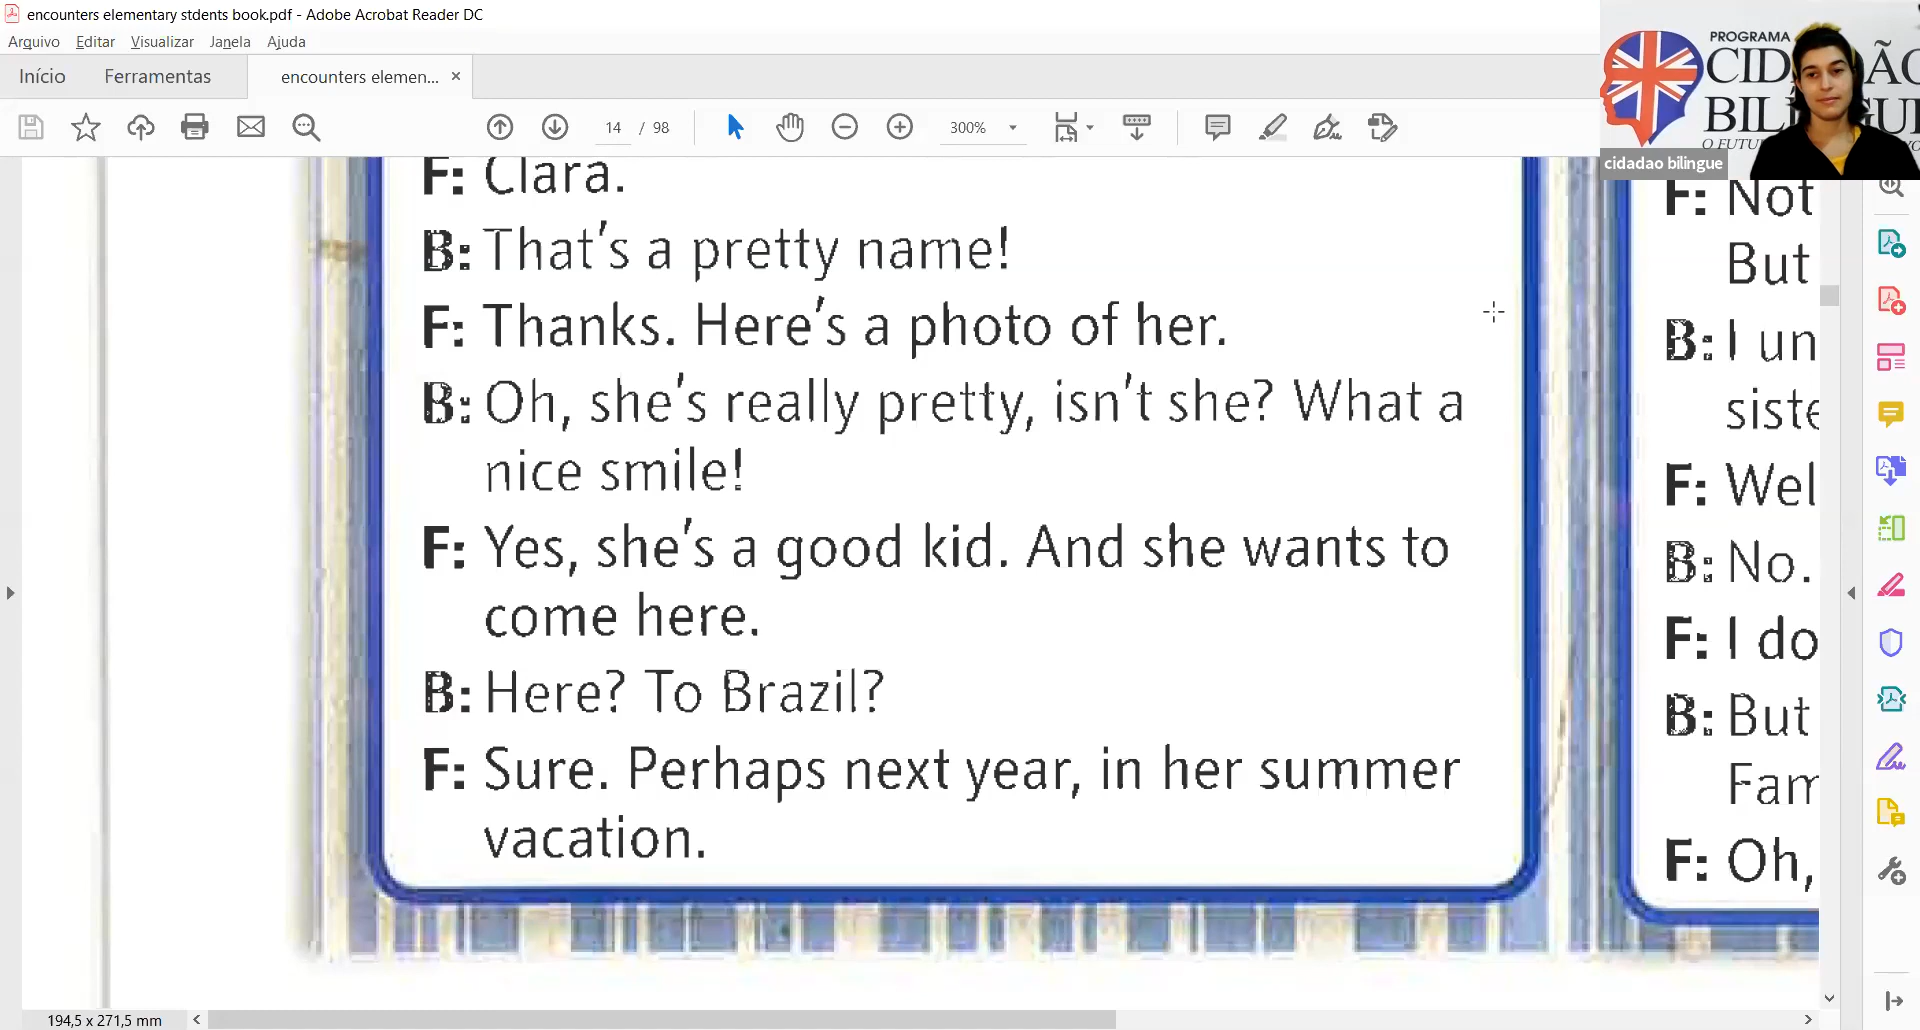 encounters elementary stdents book.pdf - Adobe Acrobat Reader DC
Arquivo Editar Visualizar Janela Ajuda
Início Ferramentas encounters elemen... ×
14 / 98 300%
PROGRAMA
BILÍNGU
cidadao bilingue
F: Clara.
B: That's a pretty name!
F: Thanks. Here's a photo of her.
B: Oh, she's really pretty, isn't she? What a
nice smile!
F: Yes, she's a good kid. And she wants to
come here.
B: Here? To Brazil?
F: Sure. Perhaps next year, in her summer
vacation.
F: Not
But
B: I un
siste
F: Wel
B: No.
F: I do
B: But
Fam
F: Oh,
194,5 x 271,5 mm